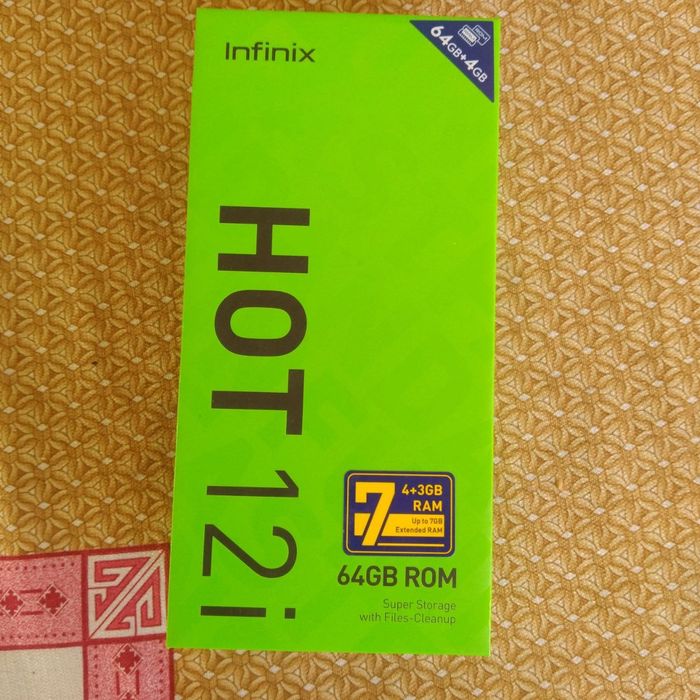 Infinix
64GB+4GB
HOT 12i
7
4+3GB
RAM
Up to 7GB
Extended RAM
64GB ROM
Super Storage
with Files-Cleanup